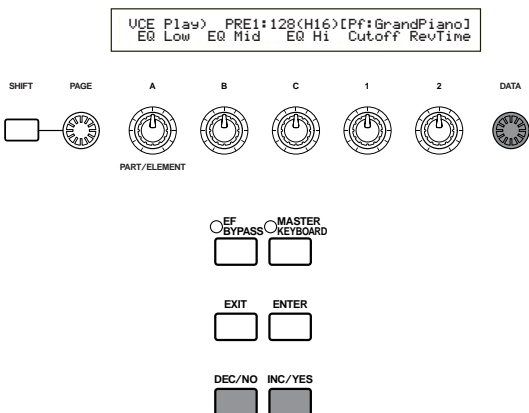 VCE Play) PRE1:128(H16)[Pf:GrandPiano]
EQ Low EQ Mid EQ Hi Cutoff RevTime
SHIFT PAGE A B C 1 2 DATA
PART/ELEMENT
EF BYPASS MASTER KEYBOARD
EXIT ENTER
DEC/NO INC/YES